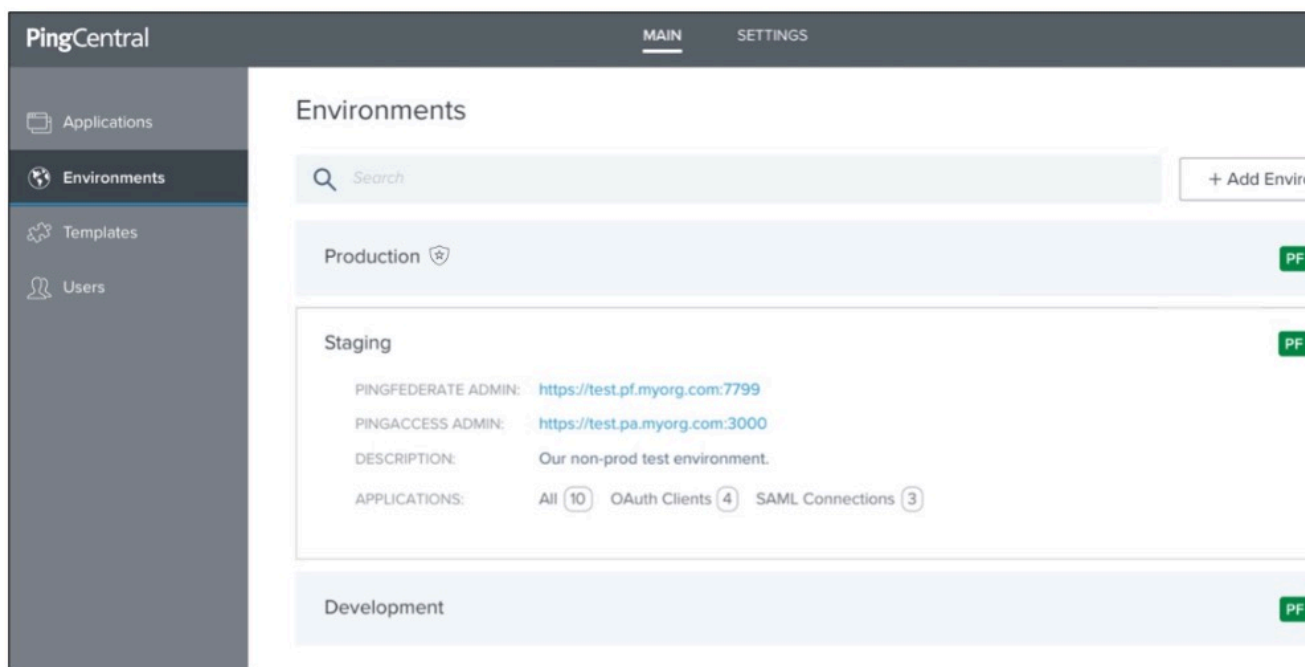 PingCentral
MAIN
SETTINGS
Applications
Environments
Templates
Users
Environments
Search
+ Add Enviro
Production
PF
Staging
PF
PINGFEDERATE ADMIN: https://test.pf.myorg.com:7799
PINGACCESS ADMIN: https://test.pa.myorg.com:3000
DESCRIPTION: Our non-prod test environment.
APPLICATIONS: All 10 OAuth Clients 4 SAML Connections 3
Development
PF